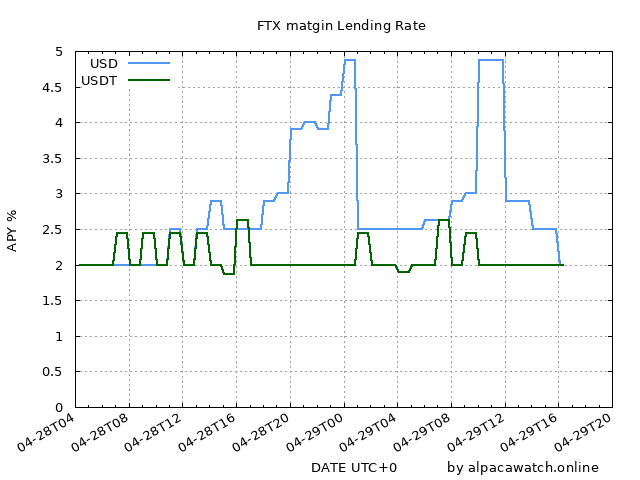 FTX matgin Lending Rate
USD
USDT
5
4.5
4
3.5
3
2.5
2
1.5
1
0.5
0
APY %
04-28T04
04-28T08
04-28T12
04-28T16
04-28T20
04-29T00
04-29T04
04-29T08
04-29T12
04-29T16
04-29T20
DATE UTC+0
by alpacawatch.online